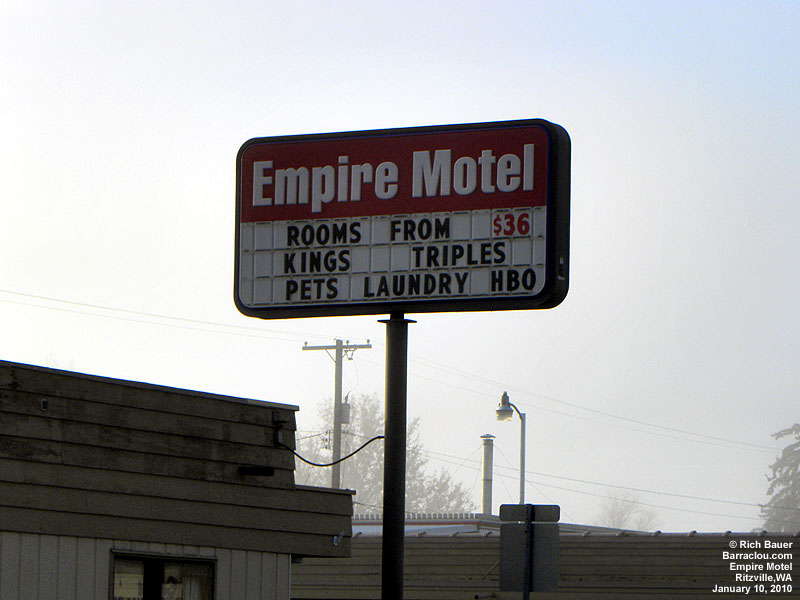 Empire Motel
ROOMS FROM $36
KINGS TRIPLES
PETS LAUNDRY HBO
© Rich Bauer
Barraclou.com
Empire Motel
Ritzville,WA
January 10, 2010